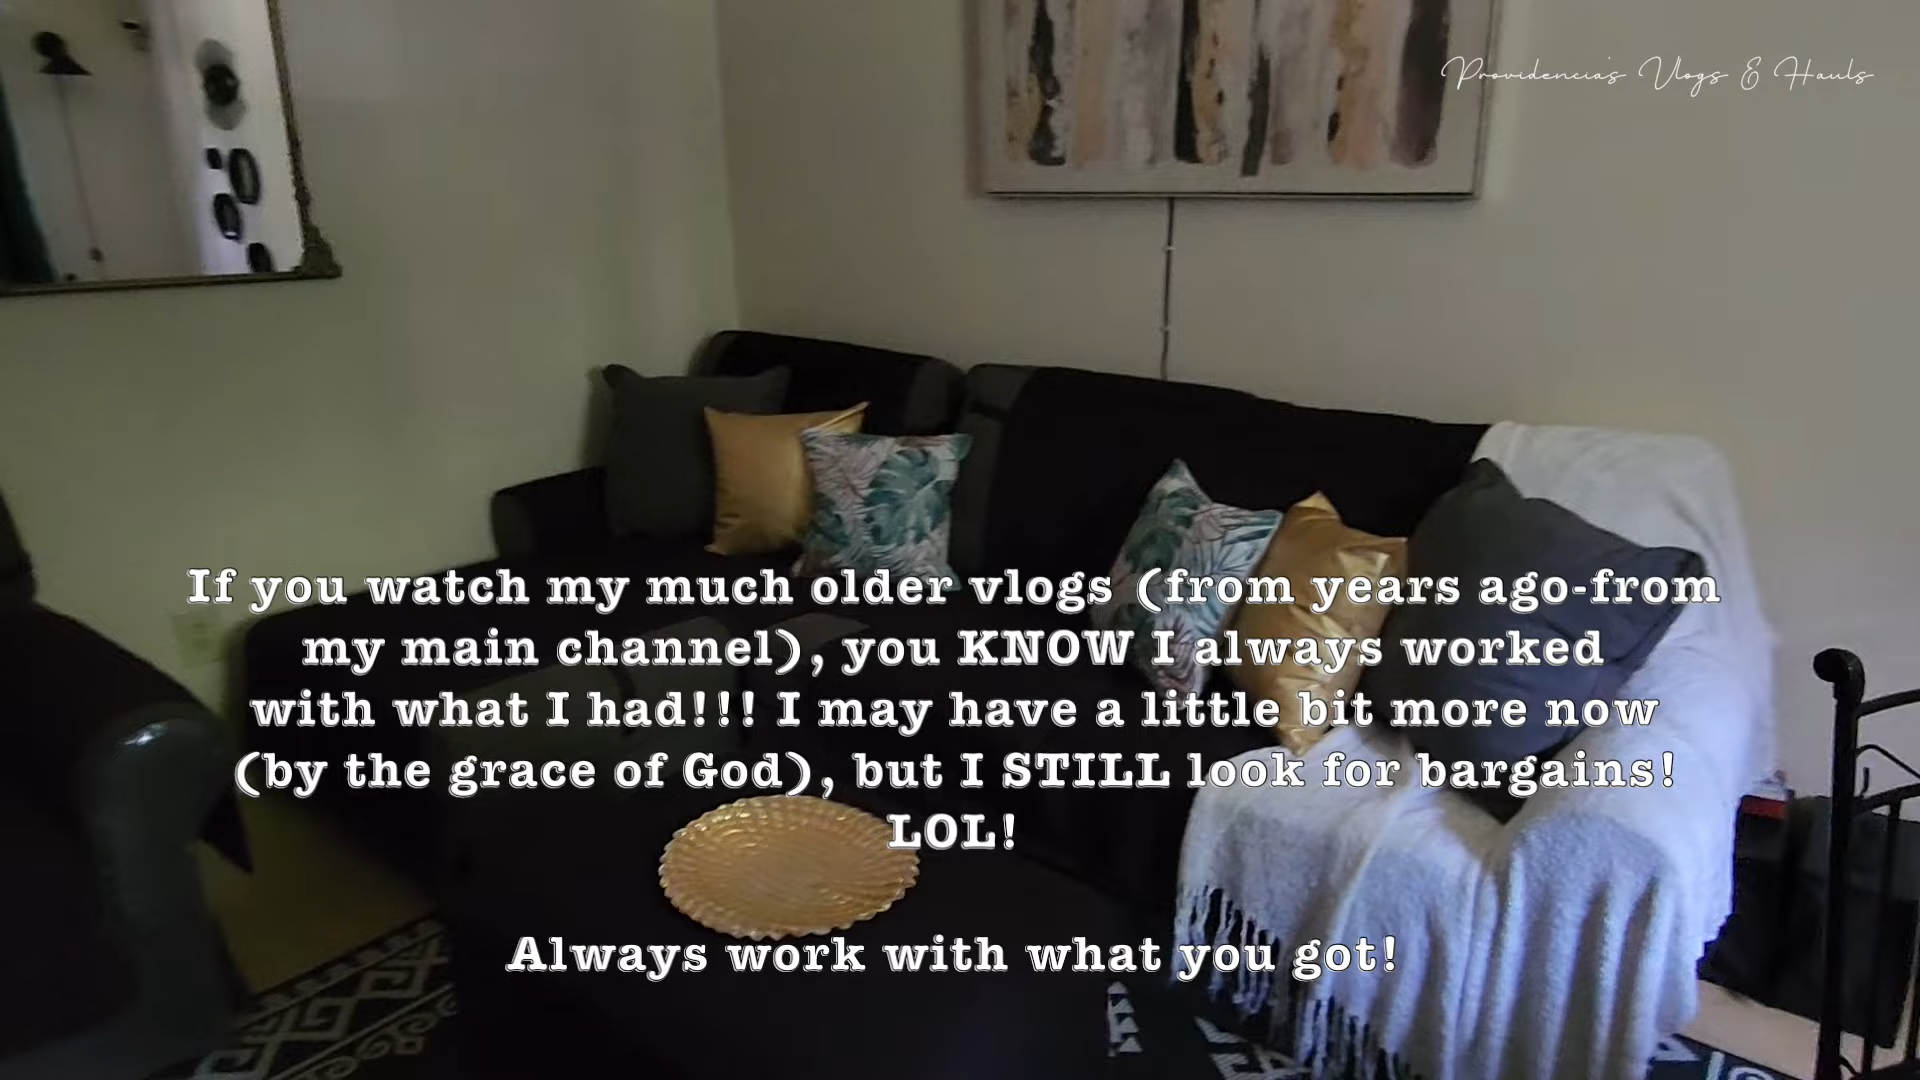 Providencia's Vlogs & Hauls
If you watch my much older vlogs (from years ago-from
my main channel), you KNOW I always worked
with what I had!!! I may have a little bit more now
(by the grace of God), but I STILL look for bargains!
LOL!
Always work with what you got!